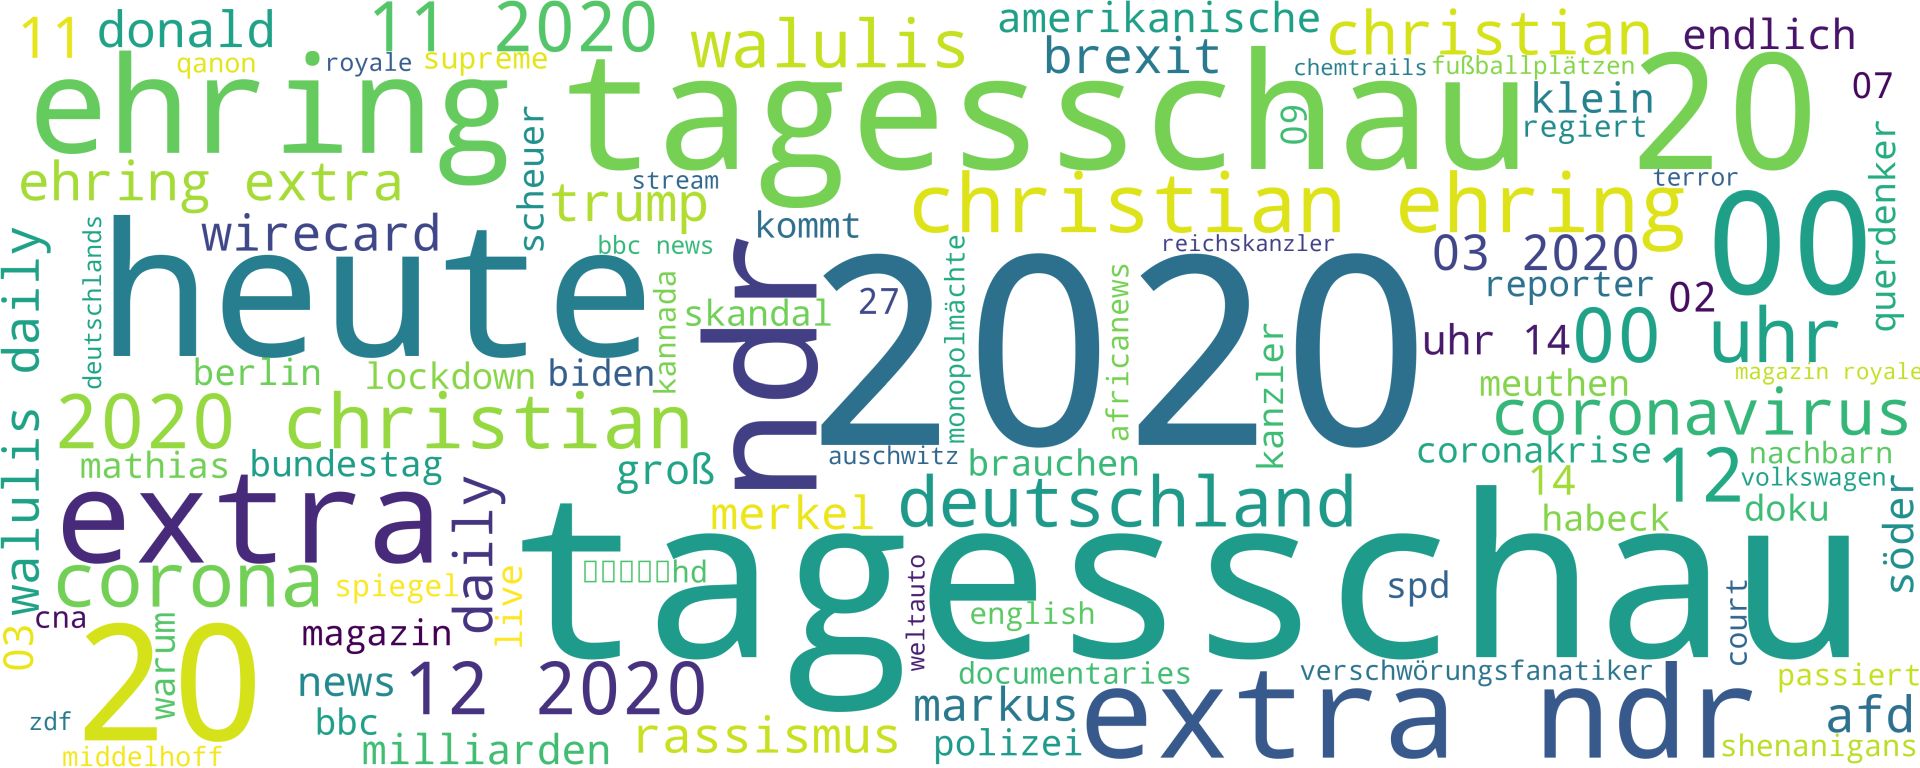 11
donald
11 2020
qanon
royale
supreme
walulis
amerikanische
brexit
christian
endlich
ehring
tagesschau
chemtrails
fußballplätzen
20
07
klein
regiert
09
scheuer
ehring extra
stream
trump
christian ehring
terror
00
querdenker
deutschlands
wirecard
kommt
bbc news
reichskanzler
03 2020
heute
walulis daily
ndr
2020
27
monopolmächte
africanews
reporter
02
kannada
skandal
kanzler
uhr 14
00
uhr
berlin
lockdown
biden
magazin royale
meuthen
2020
christian
coronavirus
mathias
bundestag
groß
auschwitz
brauchen
coronakrise
12
nachbarn
volkswagen
14
extra
daily
merkel
deutschland
habeck
doku
söder
tagesschau
corona
spiegel
live
hd
weltauto
english
spd
court
cna
03
20
warum
magazin
news
12 2020
documentaries
verschwörungsfanatiker
passiert
zdf
bbc
markus
extra ndr
afd
middelhoff
milliarden
rassismus
polizei
shenanigans